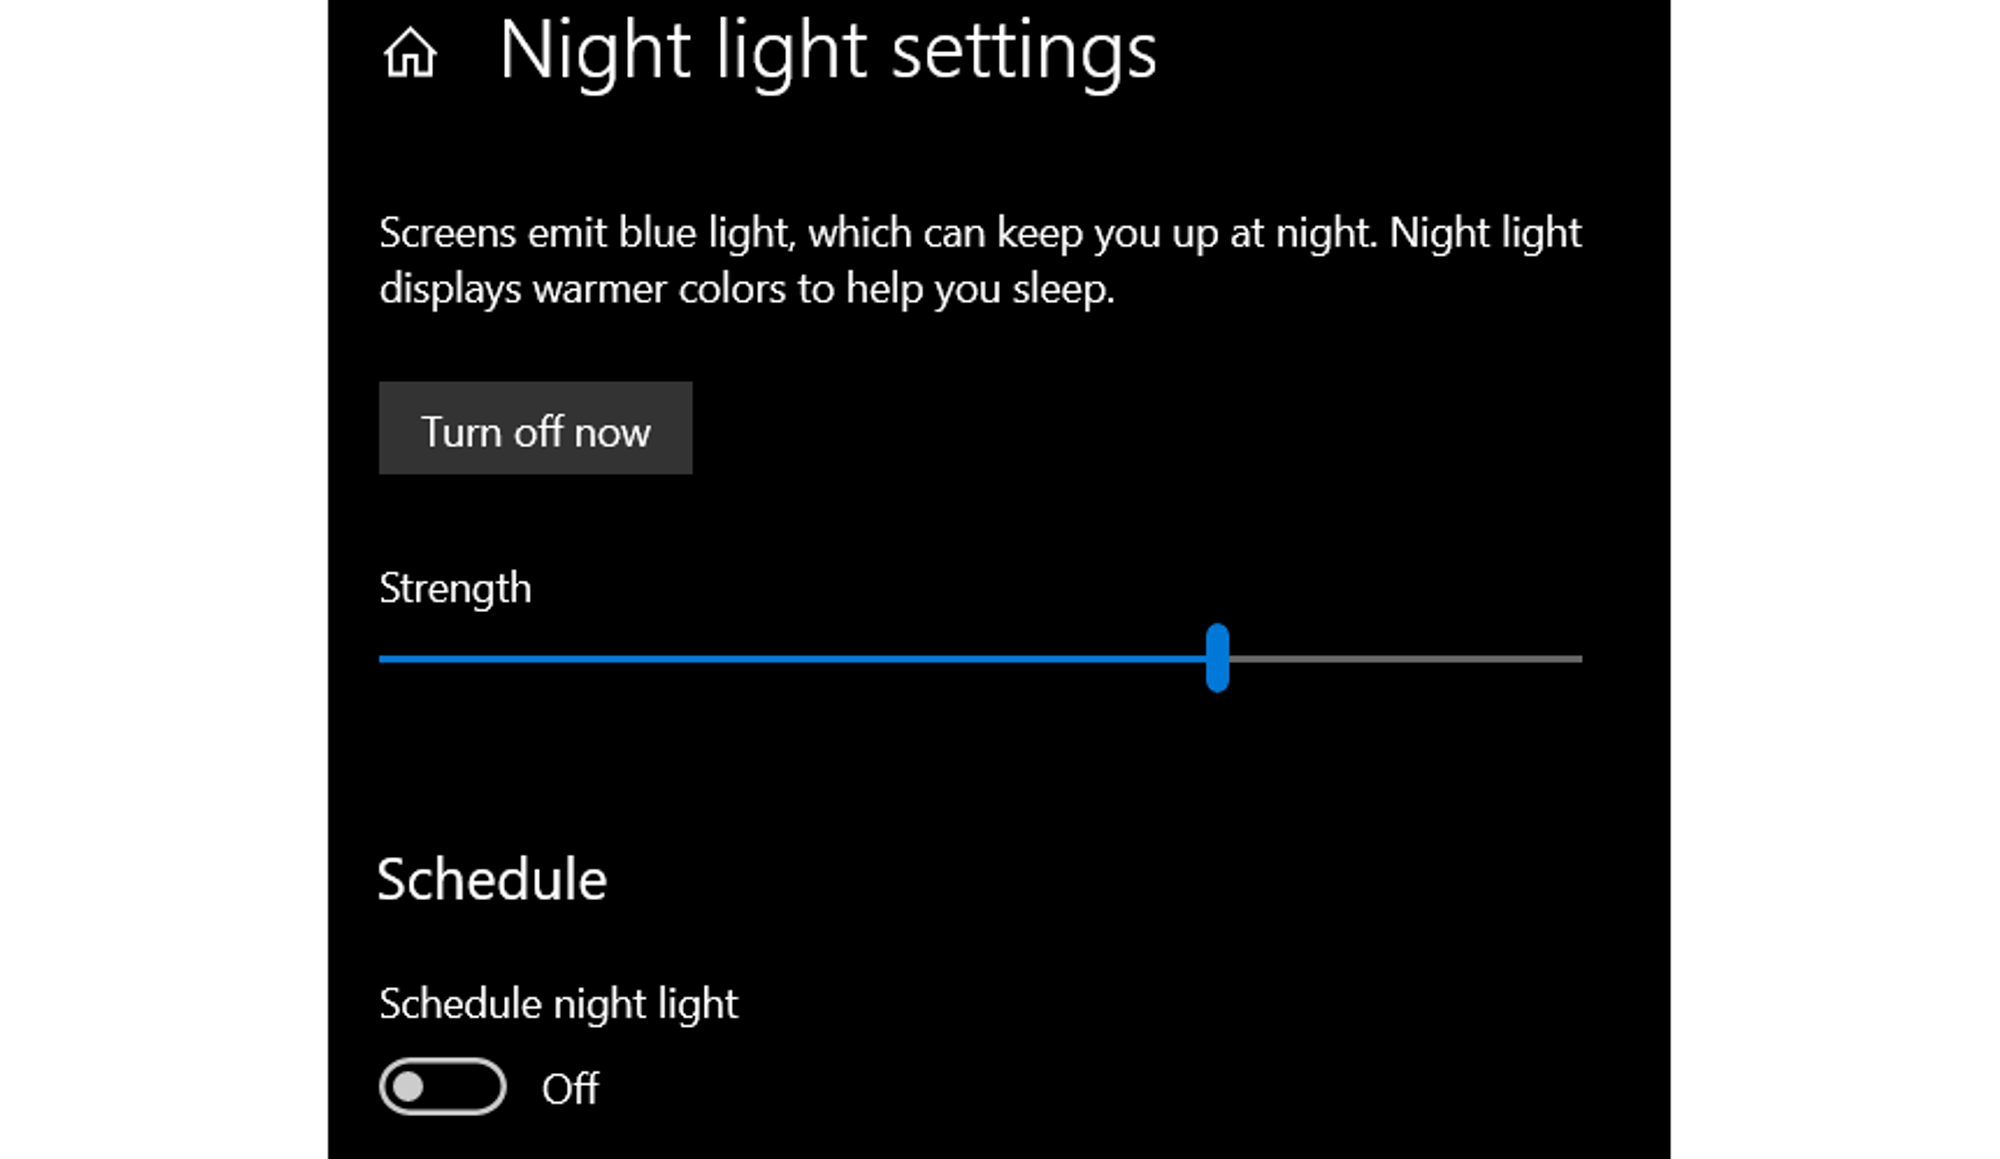 Night light settings
Screens emit blue light, which can keep you up at night. Night light
displays warmer colors to help you sleep.
Turn off now
Strength
Schedule
Schedule night light
Off